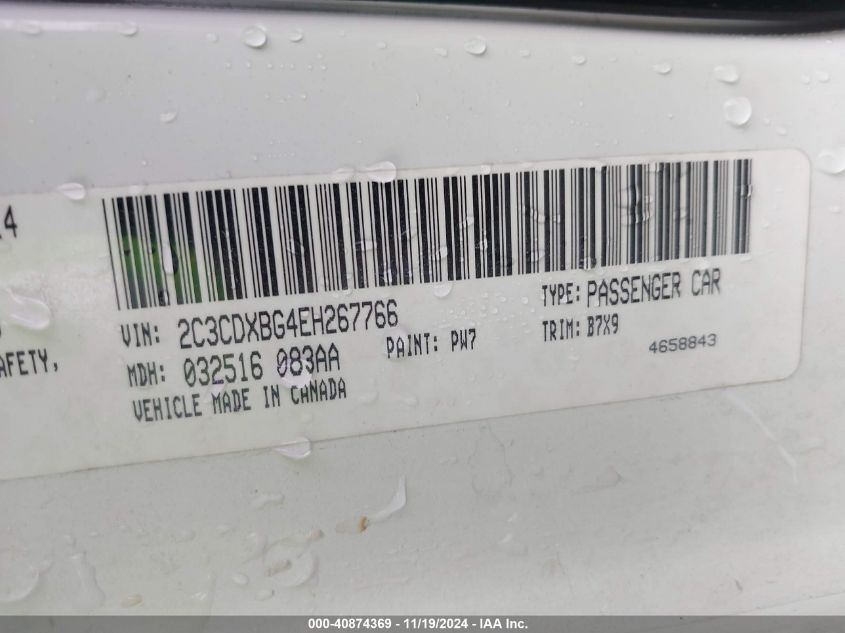 14
AFETY,
VIN: 2C3CDXBG4EH267766
TYPE: PASSENGER CAR
MDH: 032516 083AA
PAINT: PW7
TRIM: B7X9
VEHICLE MADE IN CANADA
4658843
000-40874369 - 11/19/2024 - IAA Inc.